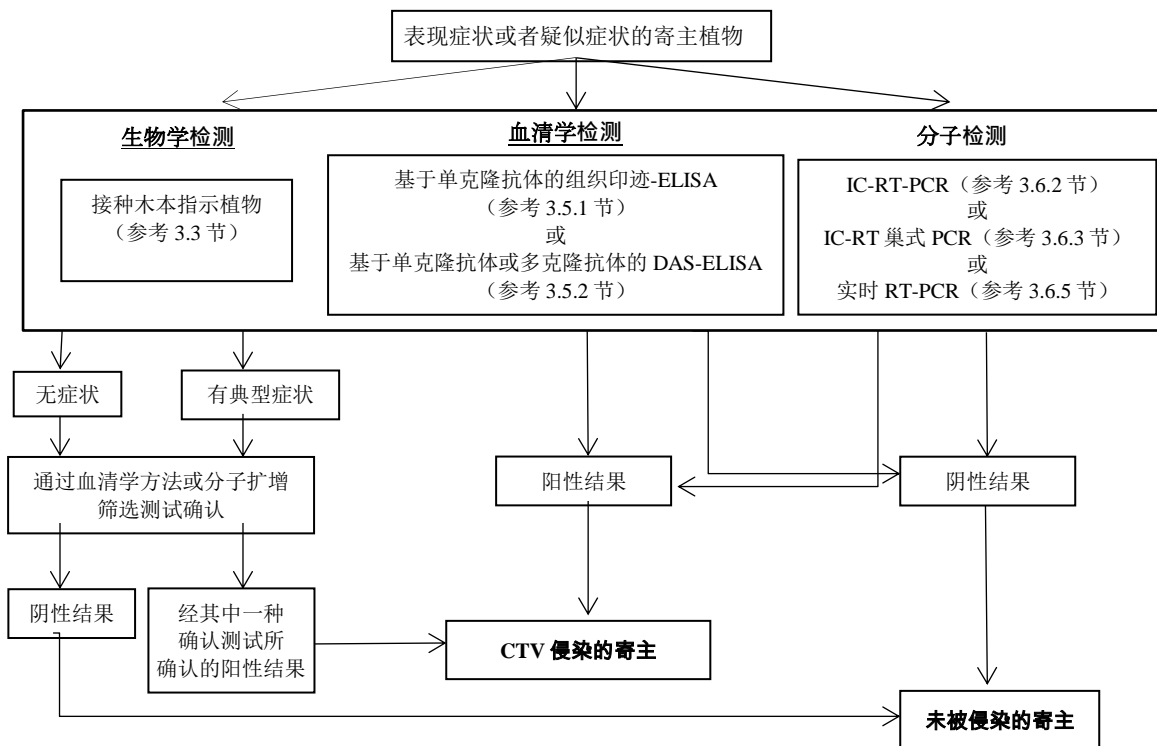 表现症状或者疑似症状的寄主植物
生物学检测
接种木本指示植物
（参考 3.3 节）
血清学检测
基于单克隆抗体的组织印迹-ELISA
（参考 3.5.1 节）
或
基于单克隆抗体或多克隆抗体的 DAS-ELISA
（参考 3.5.2 节）
分子检测
IC-RT-PCR（参考 3.6.2 节）
或
IC-RT 巢式 PCR（参考 3.6.3 节）
或
实时 RT-PCR（参考 3.6.5 节）
无症状
有典型症状
通过血清学方法或分子扩增
筛选测试确认
阳性结果
阴性结果
阴性结果
经其中一种
确认测试所
确认的阳性结果
CTV 侵染的寄主
未被侵染的寄主